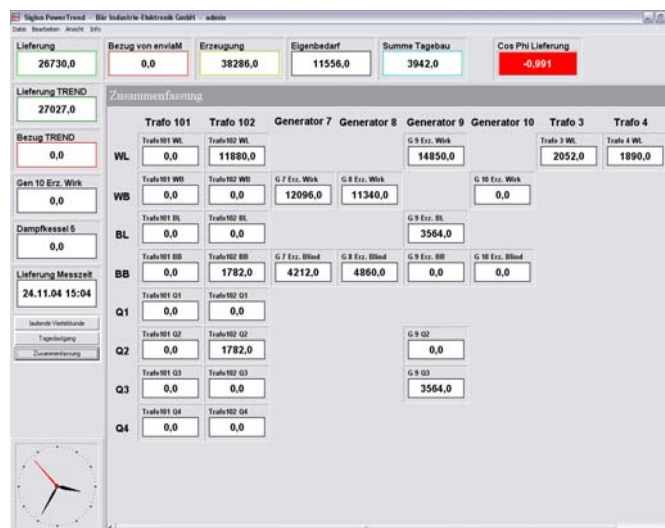 Siglon PowerTrend - Bär Industrie-Elektronik GmbH - admin
Datei Bearbeiten Ansicht Info
Lieferung Bezug von enviaM Erzeugung Eigenbedarf Summe Tagebau Cos Phi Lieferung
26730,0 0,0 38286,0 11556,0 3942,0 -0,991
Lieferung TREND
27027,0
Zusammenfassung
Trafo 101 Trafo 102 Generator 7 Generator 8 Generator 9 Generator 10 Trafo 3 Trafo 4
Bezug TREND
0,0
Trafo101 WL Trafo102 WL G 9 Erz. Wirk Trafo 3 WL Trafo 4 WL
WL 0,0 11880,0 14850,0 2052,0 1890,0
Gen 10 Erz. Wirk
0,0
Trafo101 WB Trafo102 WB G 7 Erz. Wirk G 8 Erz. Wirk G 10 Erz. Wirk
WB 0,0 0,0 12096,0 11340,0 0,0
Dampfkessel 5
0,0
Trafo101 BL Trafo102 BL G 9 Erz. BL
BL 0,0 0,0 3564,0
Lieferung Messzeit
24.11.04 15:04
Trafo101 BB Trafo102 BB G 7 Erz. Blind G 8 Erz. Blind G 9 Erz. BB G 10 Erz. Blind
BB 0,0 1782,0 4212,0 4860,0 0,0 0,0
laufende Viertelstunde
Tageslastgang
Zusammenfassung
Trafo101 Q1 Trafo102 Q1
Q1 0,0 0,0
Trafo101 Q2 Trafo102 Q2 G 9 Q2
Q2 0,0 1782,0 0,0
Trafo101 Q3 Trafo102 Q3 G 9 Q3
Q3 0,0 0,0 3564,0
Trafo101 Q4 Trafo102 Q4
Q4 0,0 0,0